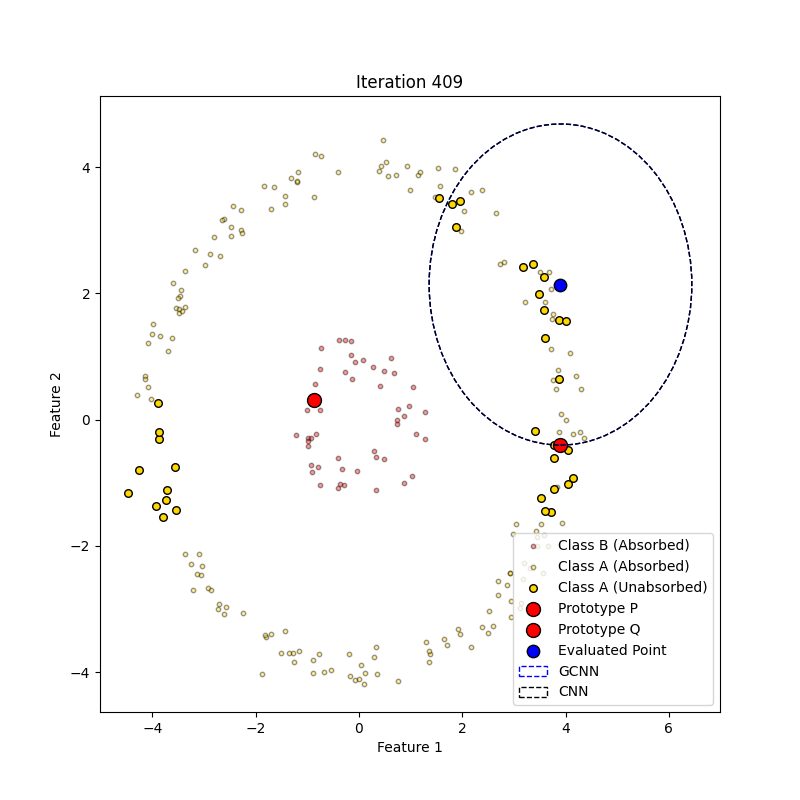 Iteration 409
Feature 2
4
2
0
−2
−4
−4
−2
0
2
4
6
Feature 1
Class B (Absorbed)
Class A (Absorbed)
Class A (Unabsorbed)
Prototype P
Prototype Q
Evaluated Point
GCNN
CNN